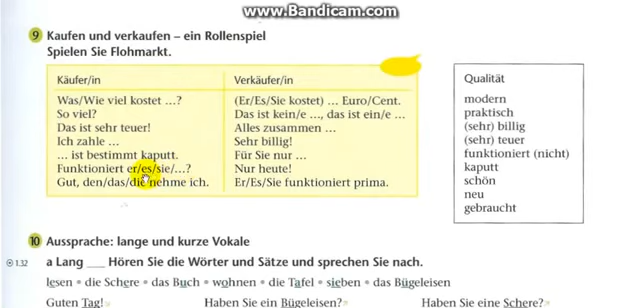 www.Bandicam.com
9 Kaufen und verkaufen – ein Rollenspiel
Spielen Sie Flohmarkt.
Käufer/in
Was/Wie viel kostet …?
So viel?
Das ist sehr teuer!
Ich zahle …
… ist bestimmt kaputt.
Funktioniert er/es/sie/…?
Gut, den/das/die nehme ich.
Verkäufer/in
(Er/Es/Sie kostet) … Euro/Cent.
Das ist kein/e …, das ist ein/e …
Alles zusammen …
Sehr billig!
Für Sie nur …
Nur heute!
Er/Es/Sie funktioniert prima.
Qualität
modern
praktisch
(sehr) billig
(sehr) teuer
funktioniert (nicht)
kaputt
schön
neu
gebraucht
10 Aussprache: lange und kurze Vokale
1.32 a Lang __ Hören Sie die Wörter und Sätze und sprechen Sie nach.
lesen • die Schere • das Buch • wohnen • die Tafel • sieben • das Bügeleisen
Guten Tag! Haben Sie ein Bügeleisen? Haben Sie eine Schere?